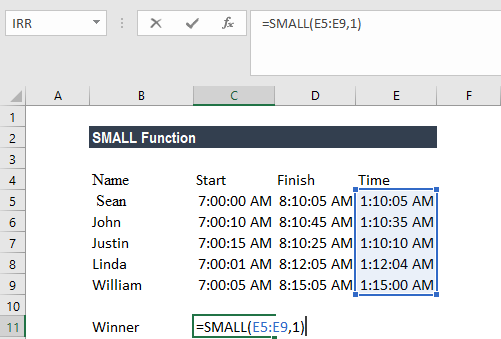 IRR
fx
=SMALL(E5:E9,1)
A B C D E F
1
2 SMALL Function
3
4 Name Start Finish Time
5 Sean 7:00:00 AM 8:10:05 AM 1:10:05 AM
6 John 7:00:10 AM 8:10:45 AM 1:10:35 AM
7 Justin 7:00:15 AM 8:10:25 AM 1:10:10 AM
8 Linda 7:00:01 AM 8:12:05 AM 1:12:04 AM
9 William 7:00:05 AM 8:15:05 AM 1:15:00 AM
10
11 Winner =SMALL(E5:E9,1)